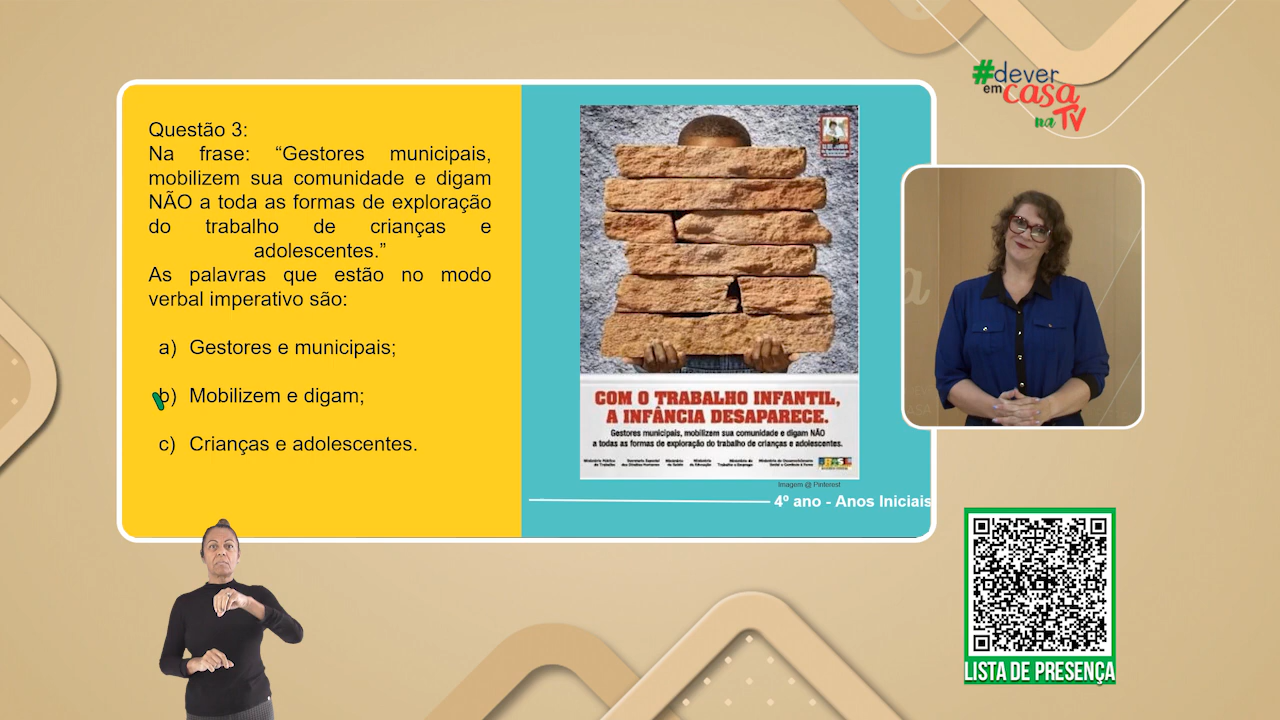 Questão 3:
Na frase: “Gestores municipais,
mobilizem sua comunidade e digam
NÃO a toda as formas de exploração
do trabalho de crianças e
adolescentes.”
As palavras que estão no modo
verbal imperativo são:
a) Gestores e municipais;
b) Mobilizem e digam;
c) Crianças e adolescentes.
COM O TRABALHO INFANTIL,
A INFÂNCIA DESAPARECE.
Gestores municipais, mobilizem sua comunidade e digam NÃO
a todas as formas de exploração do trabalho de crianças e adolescentes.
Imagem @ Pinterest
4º ano - Anos Iniciais
#dever
em casa
na TV
LISTA DE PRESENÇA